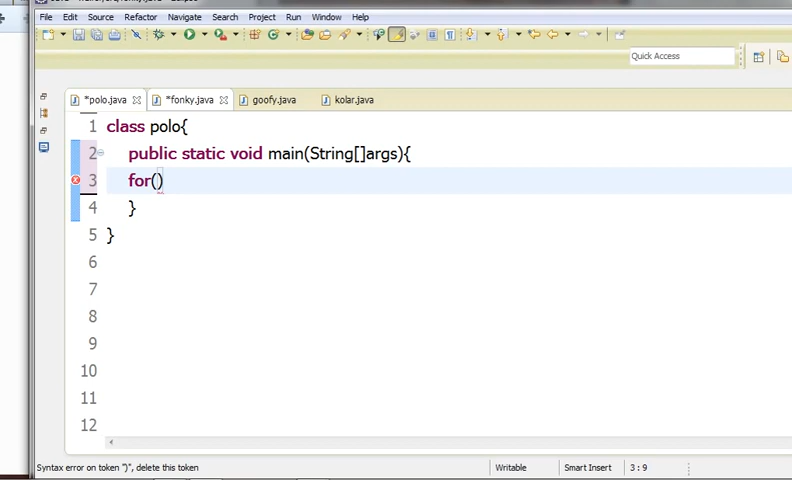 File Edit Source Refactor Navigate Search Project Run Window Help
Quick Access
*polo.java *fonky.java goofy.java kolar.java
1 class polo{
2 public static void main(String[]args){
3 for()
4 }
5 }
6
7
8
9
10
11
12
Syntax error on token ")", delete this token Writable Smart Insert 3 : 9